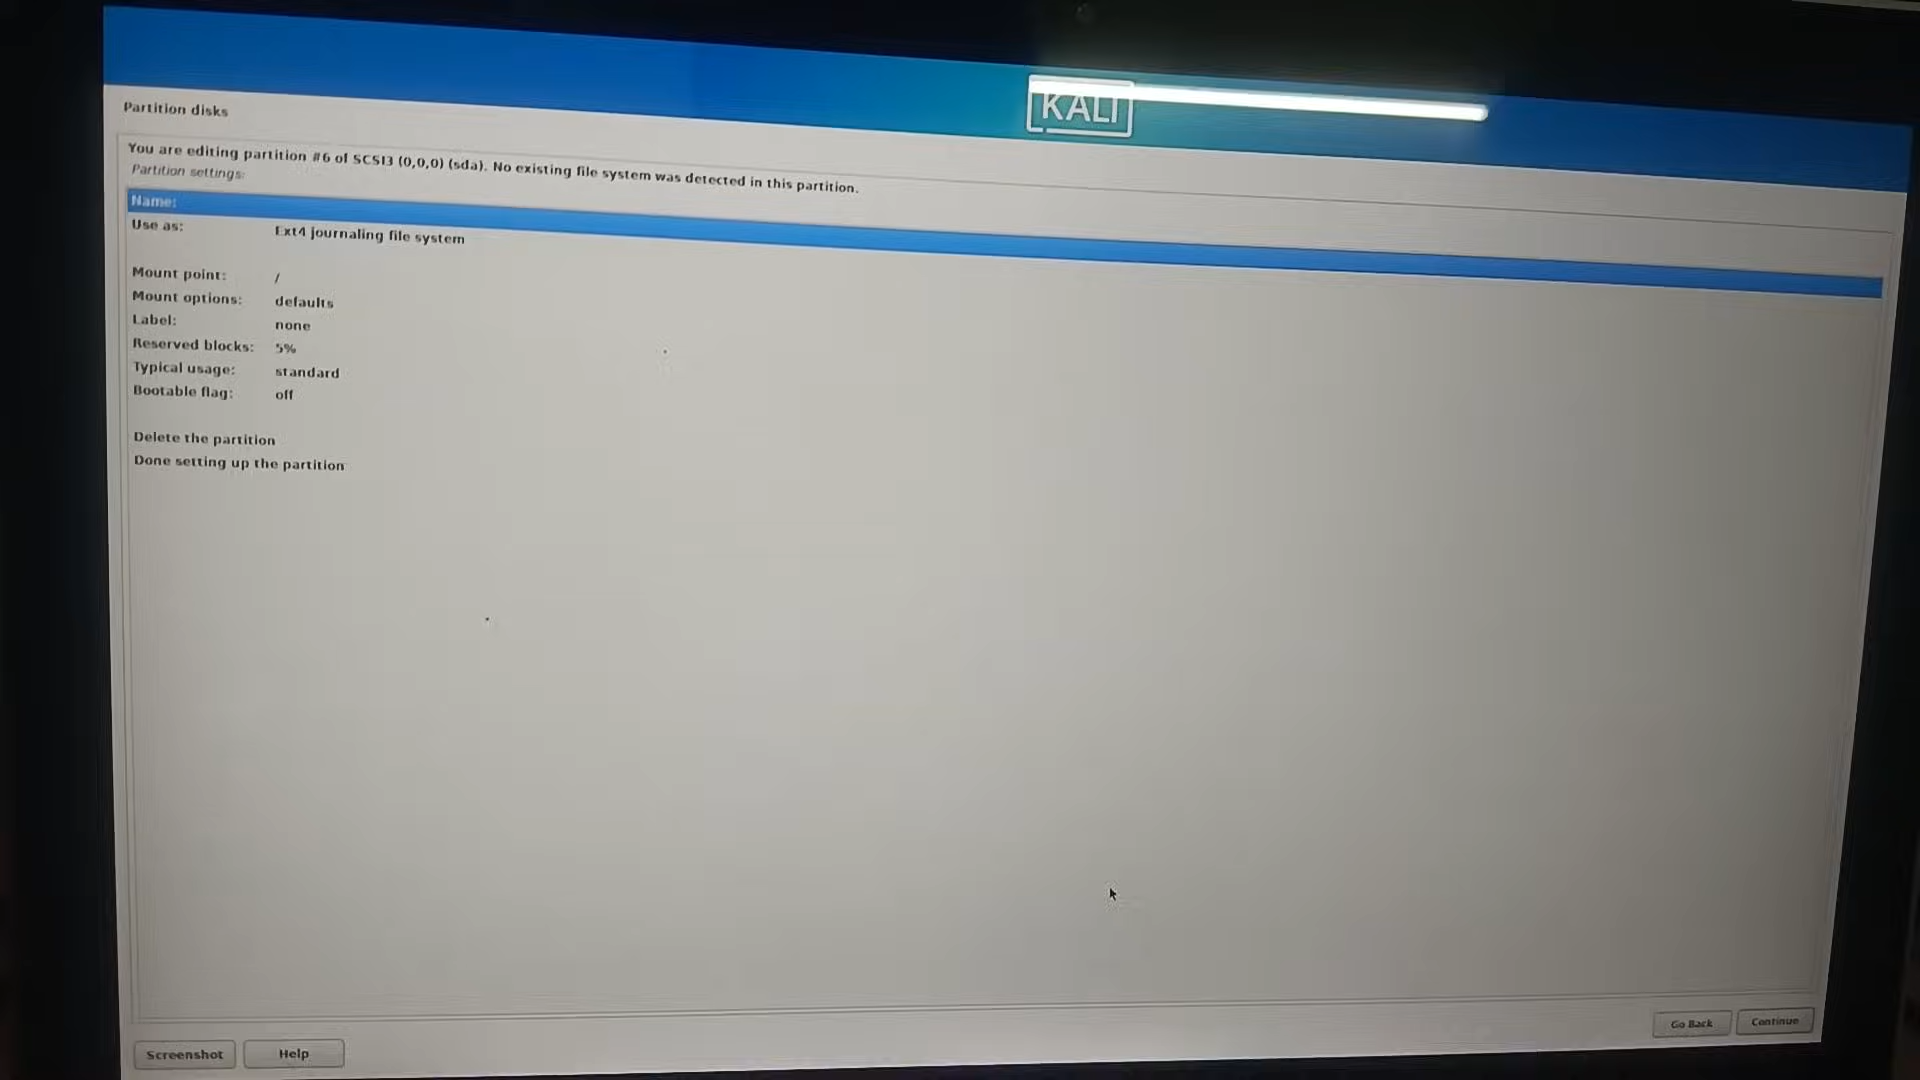 KALI
Partition disks
You are editing partition #6 of SCSI3 (0,0,0) (sda). No existing file system was detected in this partition.
Partition settings:
Name:
Use as: Ext4 journaling file system
Mount point: /
Mount options: defaults
Label: none
Reserved blocks: 5%
Typical usage: standard
Bootable flag: off
Delete the partition
Done setting up the partition
Screenshot Help Go Back Continue